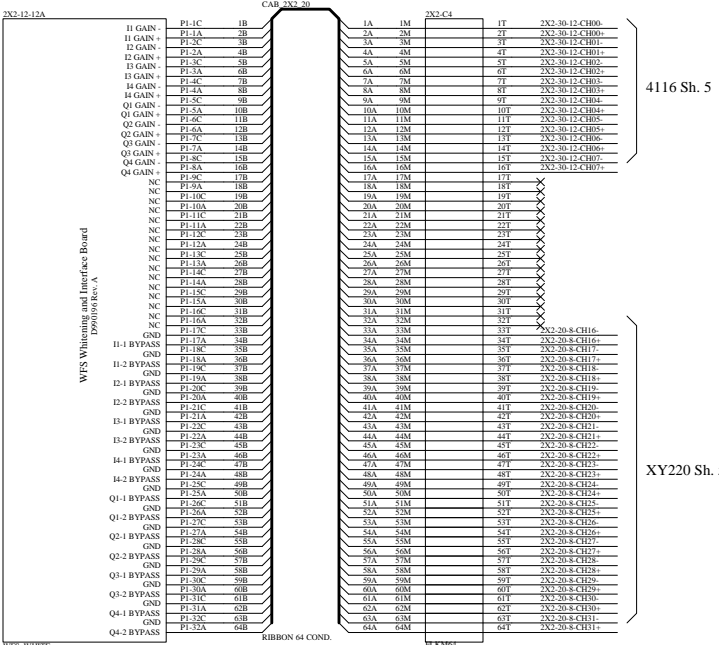 CAB_2X2_20
2X2-12-12A 2X2-C4
I1 GAIN - P1-1C 1B 1A 1M 1T 2X2-30-12-CH00-
I1 GAIN + P1-1A 2B 2A 2M 2T 2X2-30-12-CH00+
I2 GAIN - P1-2C 3B 3A 3M 3T 2X2-30-12-CH01-
I2 GAIN + P1-2A 4B 4A 4M 4T 2X2-30-12-CH01+
I3 GAIN - P1-3C 5B 5A 5M 5T 2X2-30-12-CH02-
I3 GAIN + P1-3A 6B 6A 6M 6T 2X2-30-12-CH02+
I4 GAIN - P1-4C 7B 7A 7M 7T 2X2-30-12-CH03-
I4 GAIN + P1-4A 8B 8A 8M 8T 2X2-30-12-CH03+
4116 Sh. 5
Q1 GAIN - P1-5C 9B 9A 9M 9T 2X2-30-12-CH04-
Q1 GAIN + P1-5A 10B 10A 10M 10T 2X2-30-12-CH04+
Q2 GAIN - P1-6C 11B 11A 11M 11T 2X2-30-12-CH05-
Q2 GAIN + P1-6A 12B 12A 12M 12T 2X2-30-12-CH05+
Q3 GAIN - P1-7C 13B 13A 13M 13T 2X2-30-12-CH06-
Q3 GAIN + P1-7A 14B 14A 14M 14T 2X2-30-12-CH06+
Q4 GAIN - P1-8C 15B 15A 15M 15T 2X2-30-12-CH07-
Q4 GAIN + P1-8A 16B 16A 16M 16T 2X2-30-12-CH07+
NC P1-9C 17B 17A 17M 17T
NC P1-9A 18B 18A 18M 18T
NC P1-10C 19B 19A 19M 19T
NC P1-10A 20B 20A 20M 20T
NC P1-11C 21B 21A 21M 21T
NC P1-11A 22B 22A 22M 22T
NC P1-12C 23B 23A 23M 23T
NC P1-12A 24B 24A 24M 24T
NC P1-13C 25B 25A 25M 25T
NC P1-13A 26B 26A 26M 26T
NC P1-14C 27B 27A 27M 27T
NC P1-14A 28B 28A 28M 28T
NC P1-15C 29B 29A 29M 29T
NC P1-15A 30B 30A 30M 30T
NC P1-16C 31B 31A 31M 31T
NC P1-16A 32B 32A 32M 32T
WFS Whitening and Interface Board
D990196 Rev. A
GND P1-17C 33B 33A 33M 33T 2X2-20-8-CH16-
I1-1 BYPASS P1-17A 34B 34A 34M 34T 2X2-20-8-CH16+
GND P1-18C 35B 35A 35M 35T 2X2-20-8-CH17-
I1-2 BYPASS P1-18A 36B 36A 36M 36T 2X2-20-8-CH17+
GND P1-19C 37B 37A 37M 37T 2X2-20-8-CH18-
I2-1 BYPASS P1-19A 38B 38A 38M 38T 2X2-20-8-CH18+
GND P1-20C 39B 39A 39M 39T 2X2-20-8-CH19-
I2-2 BYPASS P1-20A 40B 40A 40M 40T 2X2-20-8-CH19+
GND P1-21C 41B 41A 41M 41T 2X2-20-8-CH20-
I3-1 BYPASS P1-21A 42B 42A 42M 42T 2X2-20-8-CH20+
GND P1-22C 43B 43A 43M 43T 2X2-20-8-CH21-
I3-2 BYPASS P1-22A 44B 44A 44M 44T 2X2-20-8-CH21+
GND P1-23C 45B 45A 45M 45T 2X2-20-8-CH22-
I4-1 BYPASS P1-23A 46B 46A 46M 46T 2X2-20-8-CH22+
GND P1-24C 47B 47A 47M 47T 2X2-20-8-CH23-
XY220 Sh.
I4-2 BYPASS P1-24A 48B 48A 48M 48T 2X2-20-8-CH23+
GND P1-25C 49B 49A 49M 49T 2X2-20-8-CH24-
Q1-1 BYPASS P1-25A 50B 50A 50M 50T 2X2-20-8-CH24+
GND P1-26C 51B 51A 51M 51T 2X2-20-8-CH25-
Q1-2 BYPASS P1-26A 52B 52A 52M 52T 2X2-20-8-CH25+
GND P1-27C 53B 53A 53M 53T 2X2-20-8-CH26-
Q2-1 BYPASS P1-27A 54B 54A 54M 54T 2X2-20-8-CH26+
GND P1-28C 55B 55A 55M 55T 2X2-20-8-CH27-
Q2-2 BYPASS P1-28A 56B 56A 56M 56T 2X2-20-8-CH27+
GND P1-29C 57B 57A 57M 57T 2X2-20-8-CH28-
Q3-1 BYPASS P1-29A 58B 58A 58M 58T 2X2-20-8-CH28+
GND P1-30C 59B 59A 59M 59T 2X2-20-8-CH29-
Q3-2 BYPASS P1-30A 60B 60A 60M 60T 2X2-20-8-CH29+
GND P1-31C 61B 61A 61M 61T 2X2-20-8-CH30-
Q4-1 BYPASS P1-31A 62B 62A 62M 62T 2X2-20-8-CH30+
GND P1-32C 63B 63A 63M 63T 2X2-20-8-CH31-
Q4-2 BYPASS P1-32A 64B 64A 64M 64T 2X2-20-8-CH31+
RIBBON 64 COND.